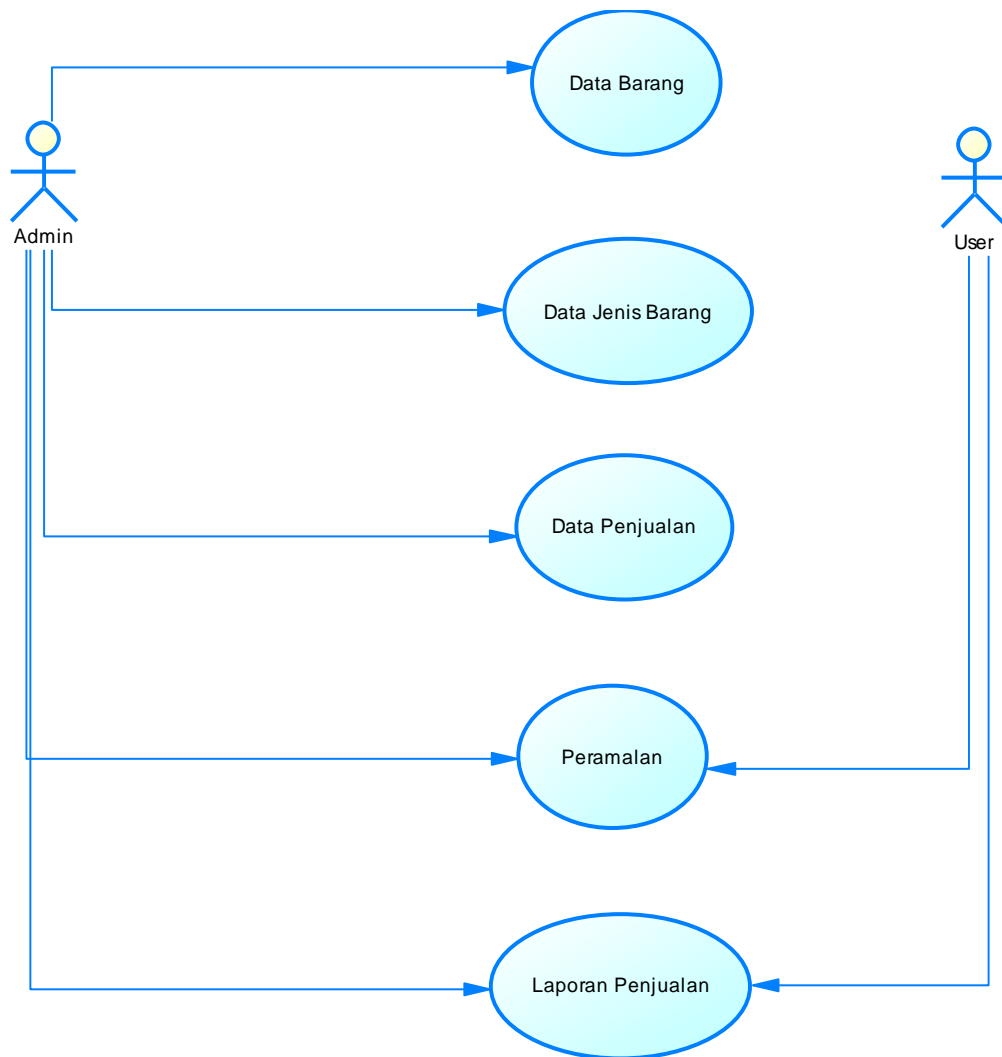 Data Barang
Admin
User
Data Jenis Barang
Data Penjualan
Peramalan
Laporan Penjualan